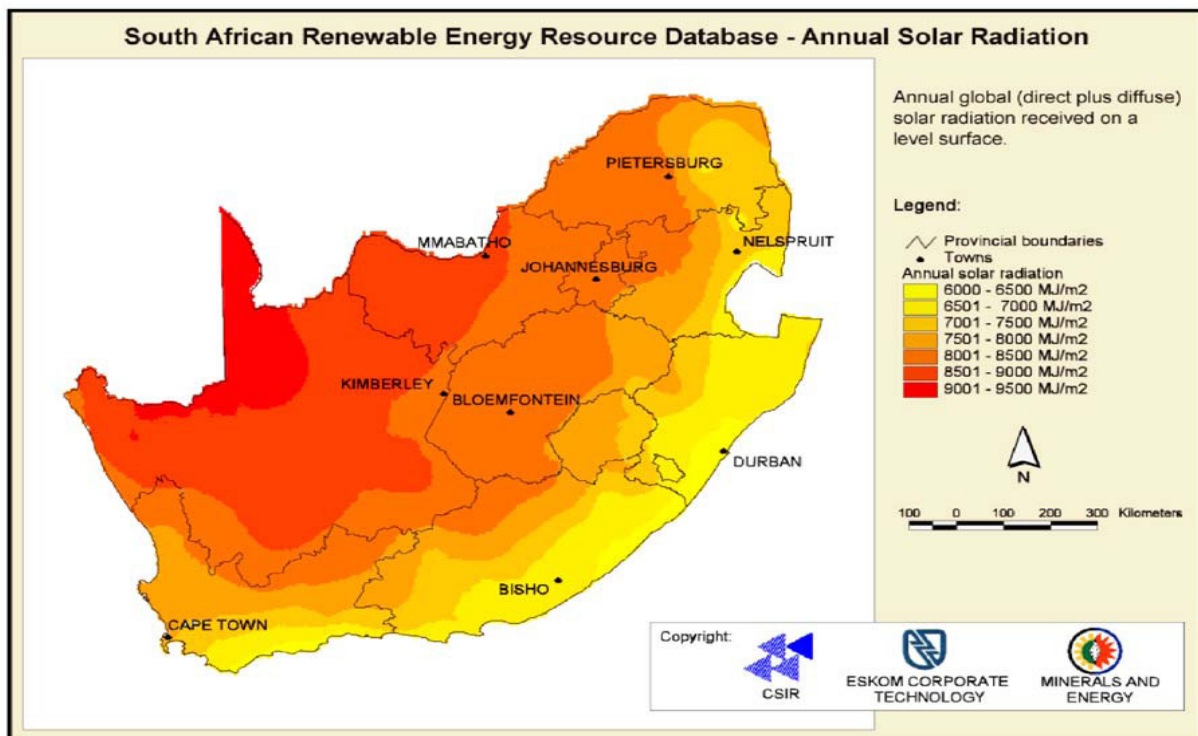 South African Renewable Energy Resource Database - Annual Solar Radiation
Annual global (direct plus diffuse)
solar radiation received on a
level surface.
PIETERSBURG
Legend:
Provincial boundaries
Towns
Annual solar radiation
6000 - 6500 MJ/m2
6501 - 7000 MJ/m2
7001 - 7500 MJ/m2
7501 - 8000 MJ/m2
8001 - 8500 MJ/m2
8501 - 9000 MJ/m2
9001 - 9500 MJ/m2
MMABATHO
NELSPRUIT
JOHANNESBURG
KIMBERLEY
BLOEMFONTEIN
DURBAN
N
100 0 100 200 300 Kilometers
BISHO
CAPE TOWN
Copyright:
CSIR
ESKOM CORPORATE
TECHNOLOGY
MINERALS AND
ENERGY